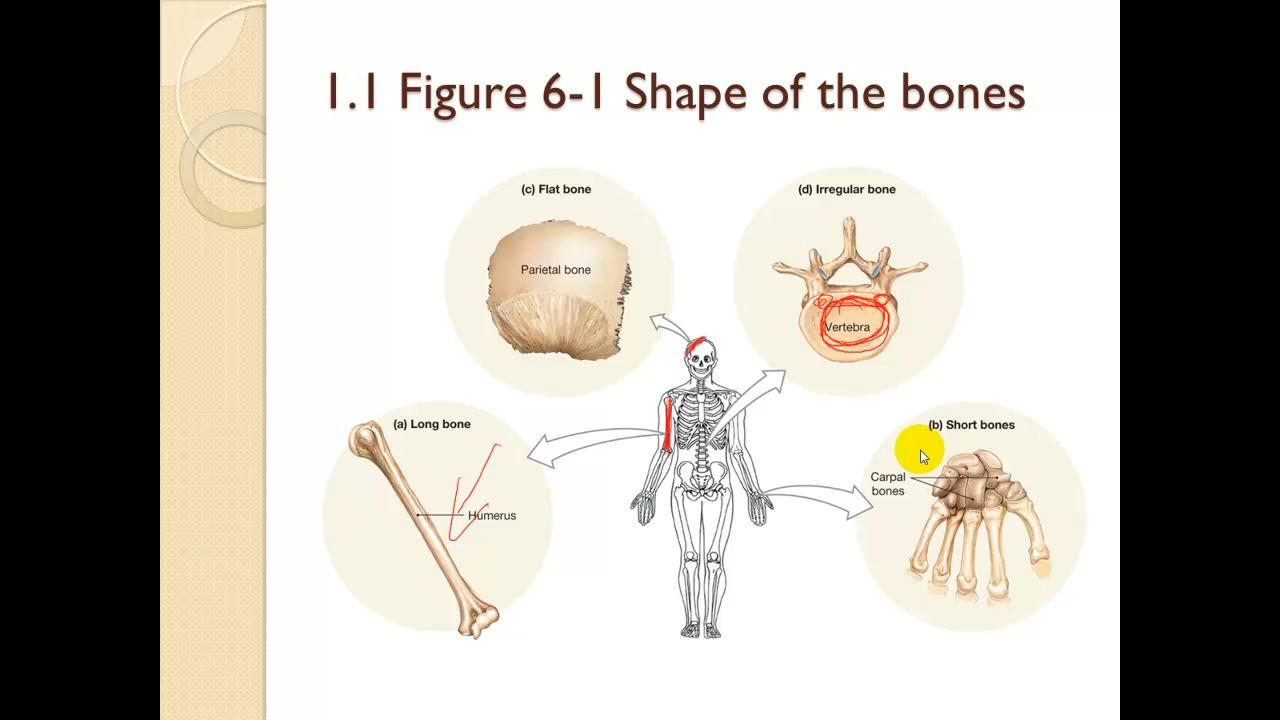 1.1 Figure 6-1 Shape of the bones
(c) Flat bone
Parietal bone
(d) Irregular bone
Vertebra
(a) Long bone
Humerus
(b) Short bones
Carpal
bones